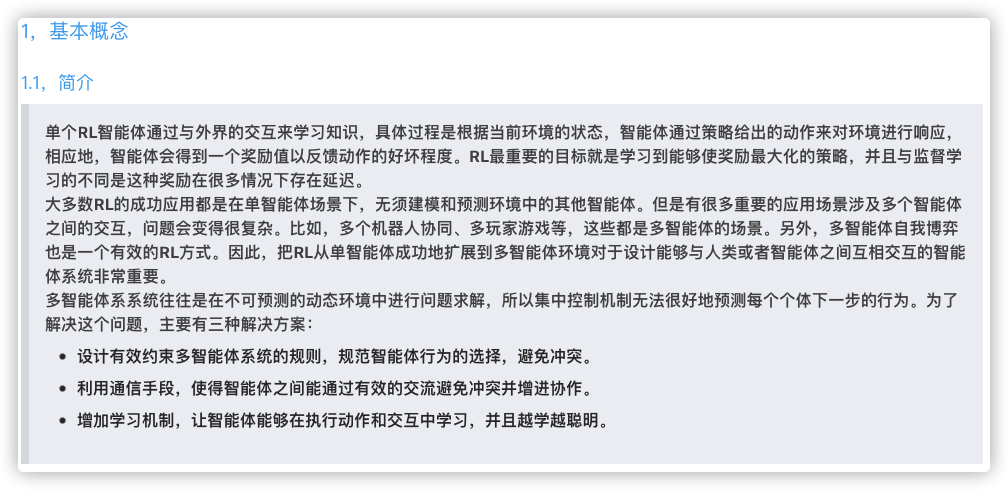 1，基本概念
1.1，简介
单个RL智能体通过与外界的交互来学习知识，具体过程是根据当前环境的状态，智能体通过策略给出的动作来对环境进行响应，
相应地，智能体会得到一个奖励值以反馈动作的好坏程度。RL最重要的目标就是学习到能够使奖励最大化的策略，并且与监督学
习的不同是这种奖励在很多情况下存在延迟。
大多数RL的成功应用都是在单智能体场景下，无须建模和预测环境中的其他智能体。但是有很多重要的应用场景涉及多个智能体
之间的交互，问题会变得很复杂。比如，多个机器人协同、多玩家游戏等，这些都是多智能体的场景。另外，多智能体自我博弈
也是一个有效的RL方式。因此，把RL从单智能体成功地扩展到多智能体环境对于设计能够与人类或者智能体之间互相交互的智能
体系统非常重要。
多智能体系系统往往是在不可预测的动态环境中进行问题求解，所以集中控制机制无法很好地预测每个个体下一步的行为。为了
解决这个问题，主要有三种解决方案：
• 设计有效约束多智能体系统的规则，规范智能体行为的选择，避免冲突。
• 利用通信手段，使得智能体之间能通过有效的交流避免冲突并增进协作。
• 增加学习机制，让智能体能够在执行动作和交互中学习，并且越学越聪明。